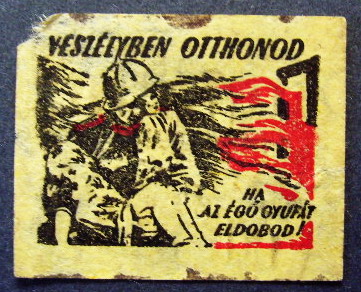 VESZÉLYBEN OTTHONOD
HA
AZ ÉGŐ GYUFÁT
ELDOBOD!